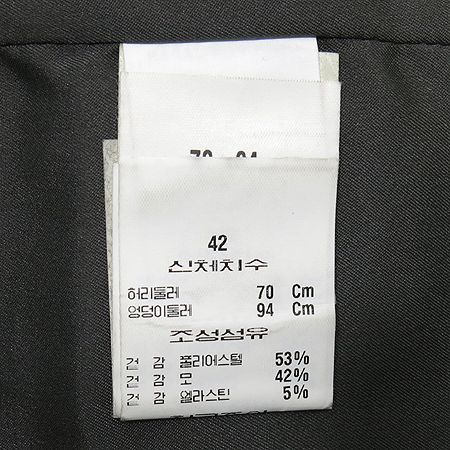 42
신체치수
허리둘레 70 Cm
엉덩이둘레 94 Cm
조성섬유
겉 감 폴리에스텔 53%
겉 감 모 42%
겉 감 엘라스틴 5%